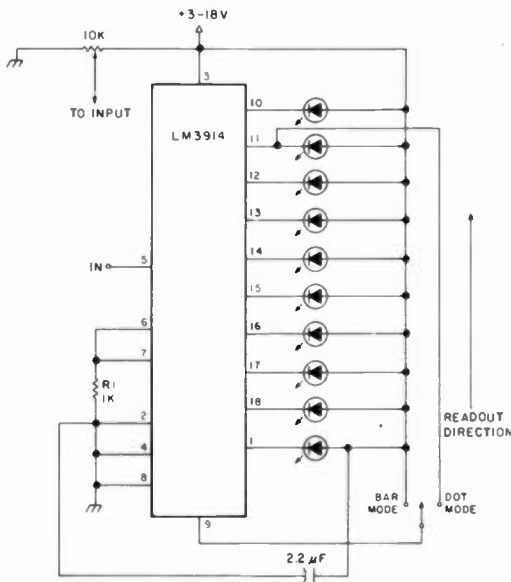 +3-18V
10K
TO INPUT
3
LM3914
10
11
12
13
IN
5
14
15
6
16
7
17
R1
1K
18
2
1
4
8
9
READOUT
DIRECTION
BAR
MODE
DOT
MODE
2.2 µF